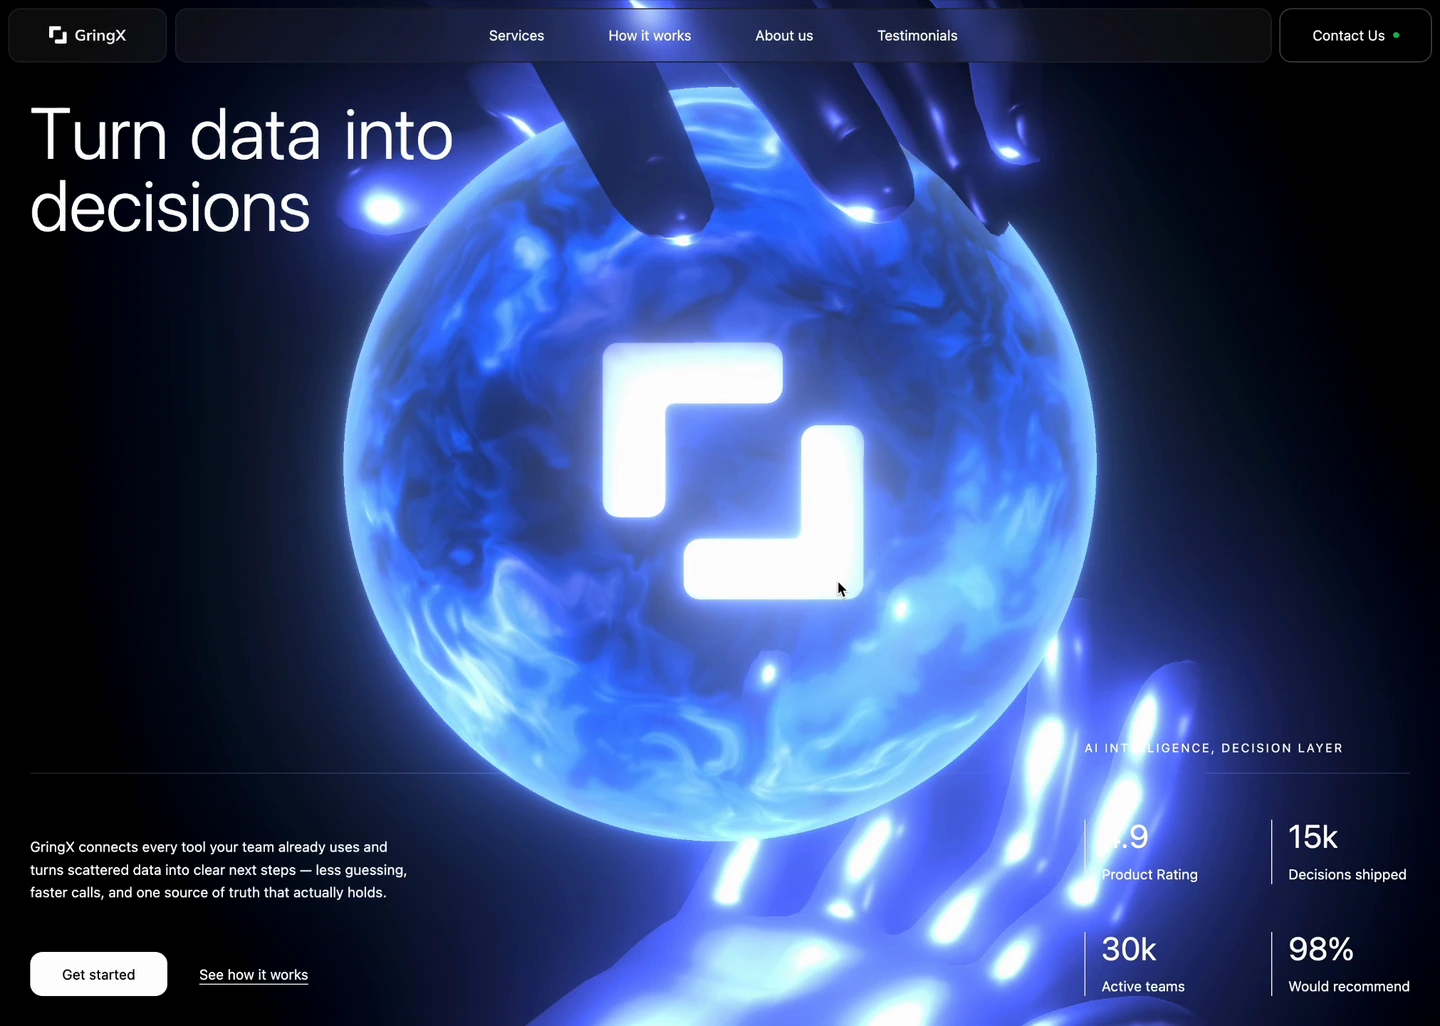 GringX
Services
How it works
About us
Testimonials
Contact Us
Turn data into
decisions
AI INTELLIGENCE, DECISION LAYER
GringX connects every tool your team already uses and
turns scattered data into clear next steps — less guessing,
faster calls, and one source of truth that actually holds.
Get started
See how it works
.9
Product Rating
15k
Decisions shipped
30k
Active teams
98%
Would recommend